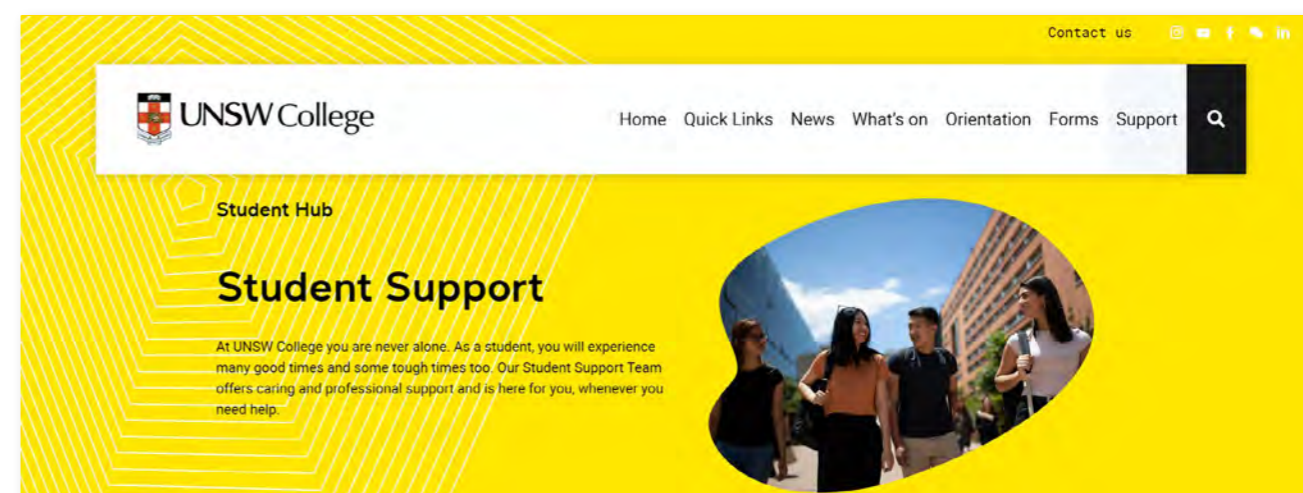 Contact us
UNSW College
Home Quick Links News What's on Orientation Forms Support
Student Hub
Student Support
At UNSW College you are never alone. As a student, you will experience
many good times and some tough times too. Our Student Support Team
offers caring and professional support and is here for you, whenever you
need help.